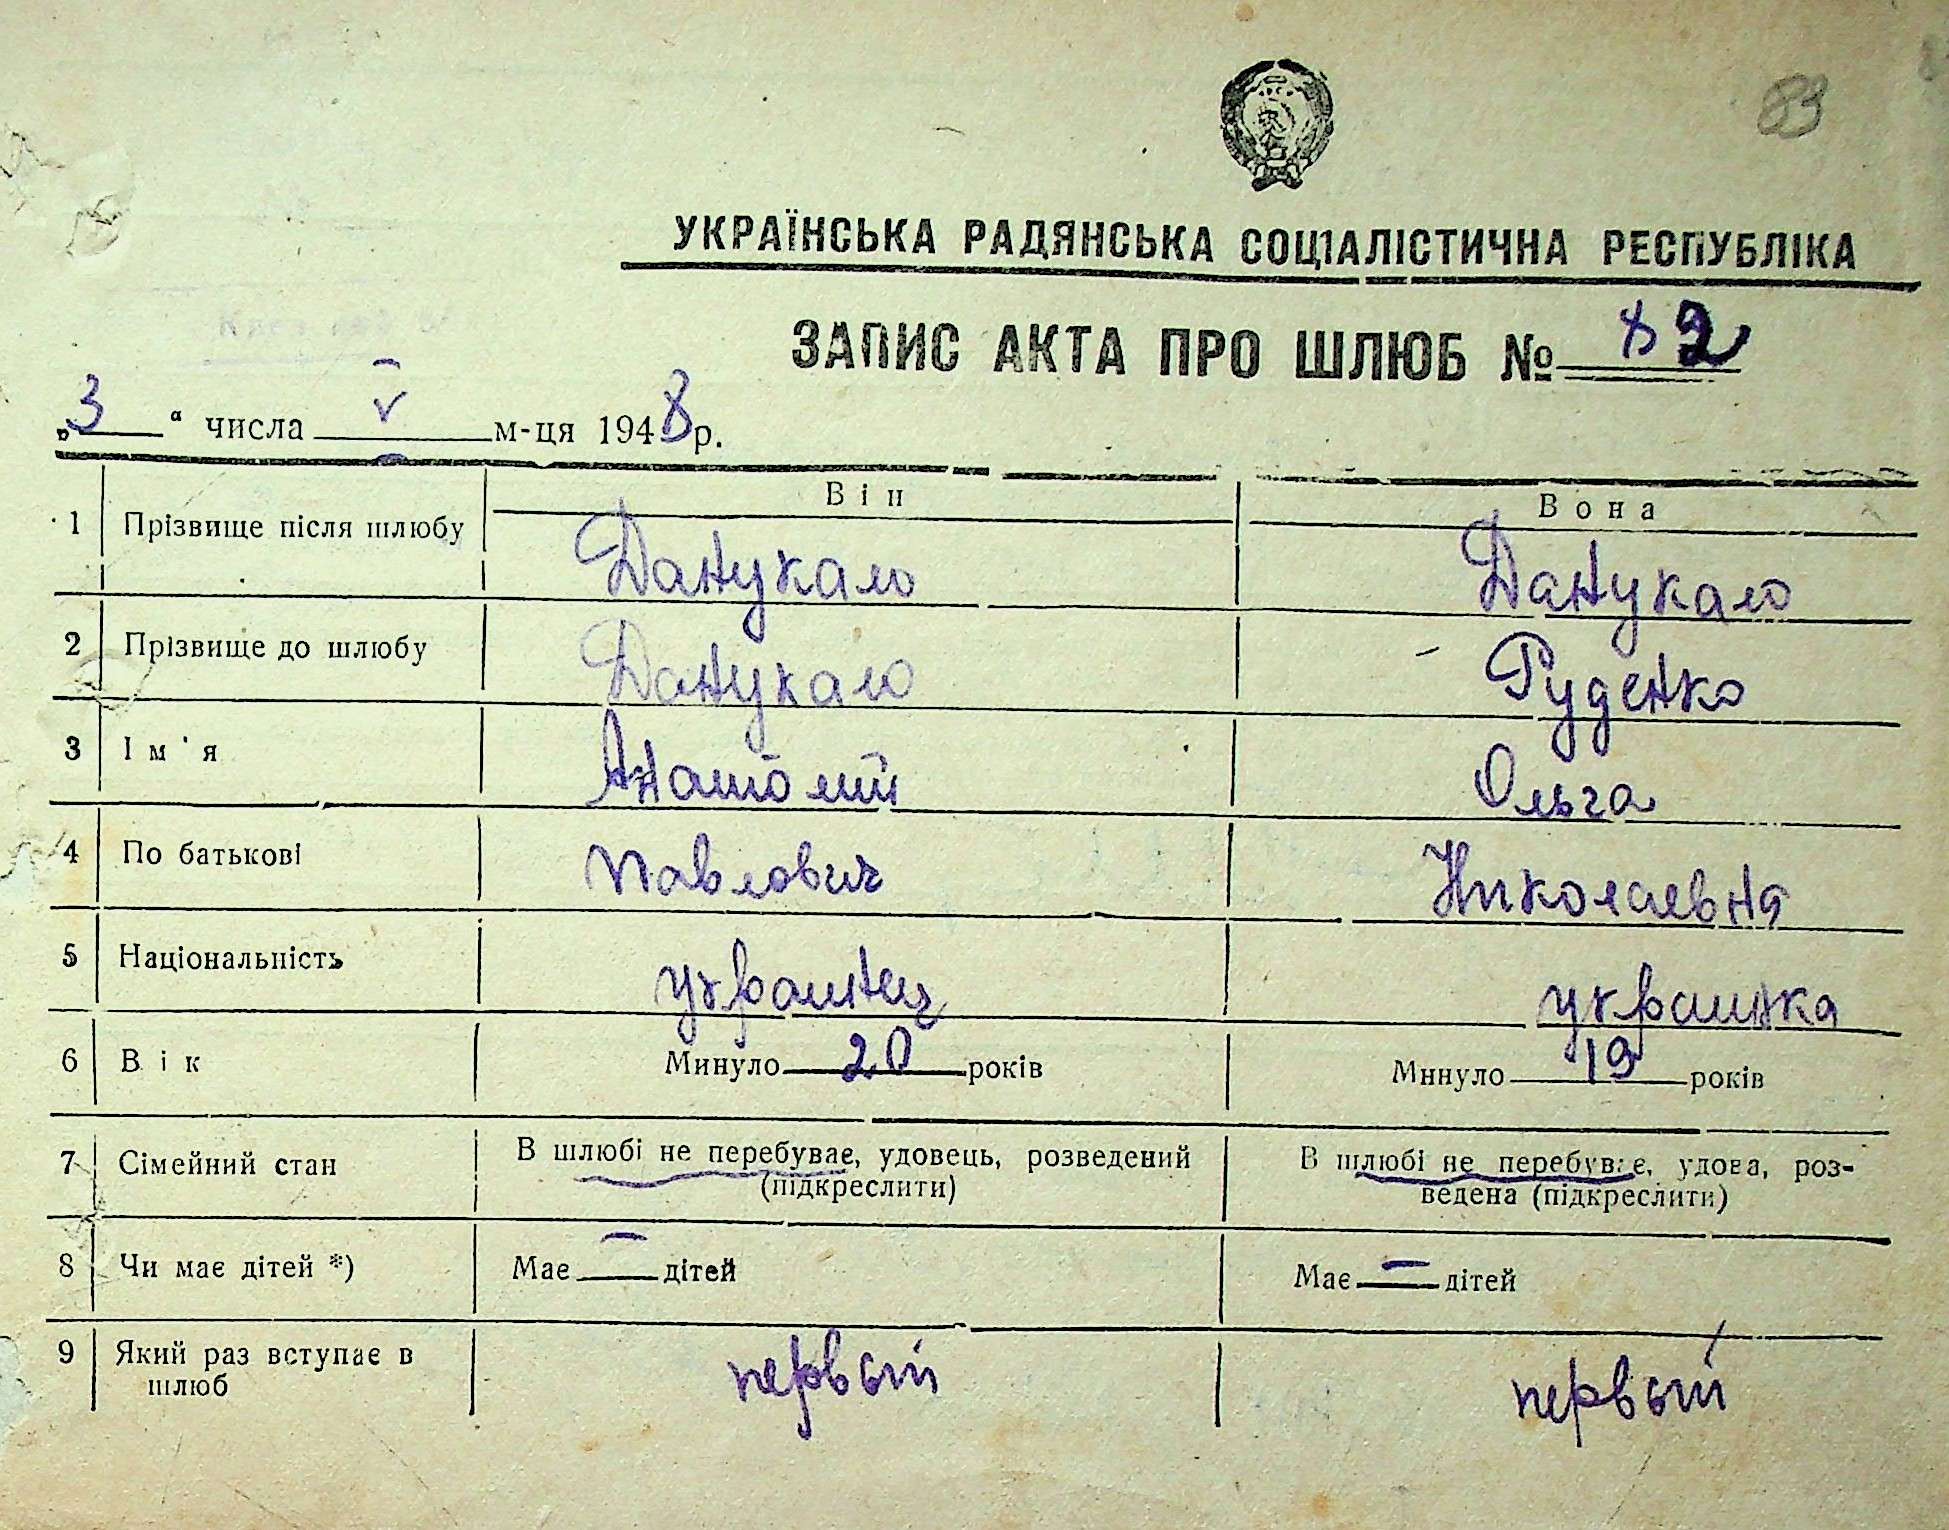 83
УКРАЇНСЬКА РАДЯНСЬКА СОЦІАЛІСТИЧНА РЕСПУБЛІКА
ЗАПИС АКТА ПРО ШЛЮБ № 82
„3“ числа V м-ця 1948 р.
Він Вона
1 Прізвище після шлюбу Данукало Данукало
2 Прізвище до шлюбу Данукало Руденко
3 Ім'я Анатолий Ольга
4 По батькові Павлович Николаевна
5 Національність украинец украинка
6 Вік Минуло 20 років Минуло 19 років
7 Сімейний стан В шлюбі не перебуває, удовець, розведений В шлюбі не перебуває, удова, роз-
(підкреслити) ведена (підкреслити)
8 Чи має дітей *) Має — дітей Має — дітей
9 Який раз вступає в первый первый
шлюб